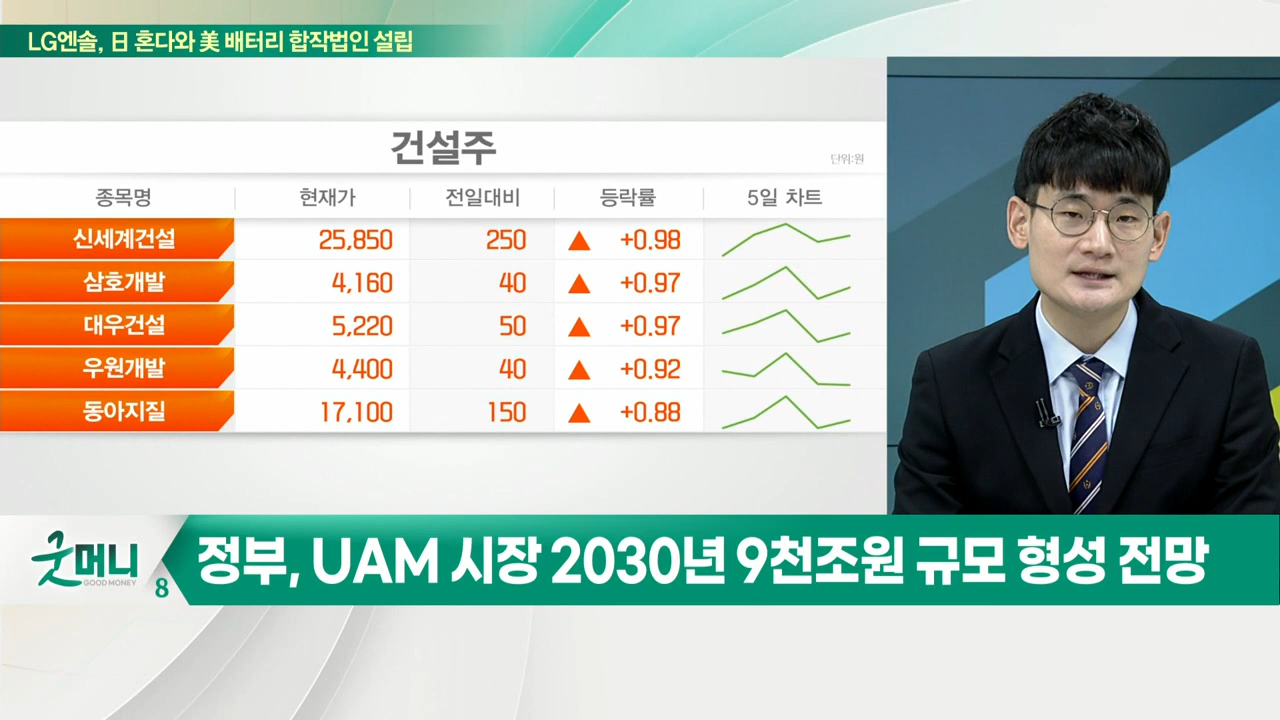 LG엔솔, 日 혼다와 美 배터리 합작법인 설립
건설주
단위:원
종목명 현재가 전일대비 등락률 5일 차트
신세계건설 25,850 250 ▲ +0.98
삼호개발 4,160 40 ▲ +0.97
대우건설 5,220 50 ▲ +0.97
우원개발 4,400 40 ▲ +0.92
동아지질 17,100 150 ▲ +0.88
굿머니
GOOD MONEY
8
정부, UAM 시장 2030년 9천조원 규모 형성 전망